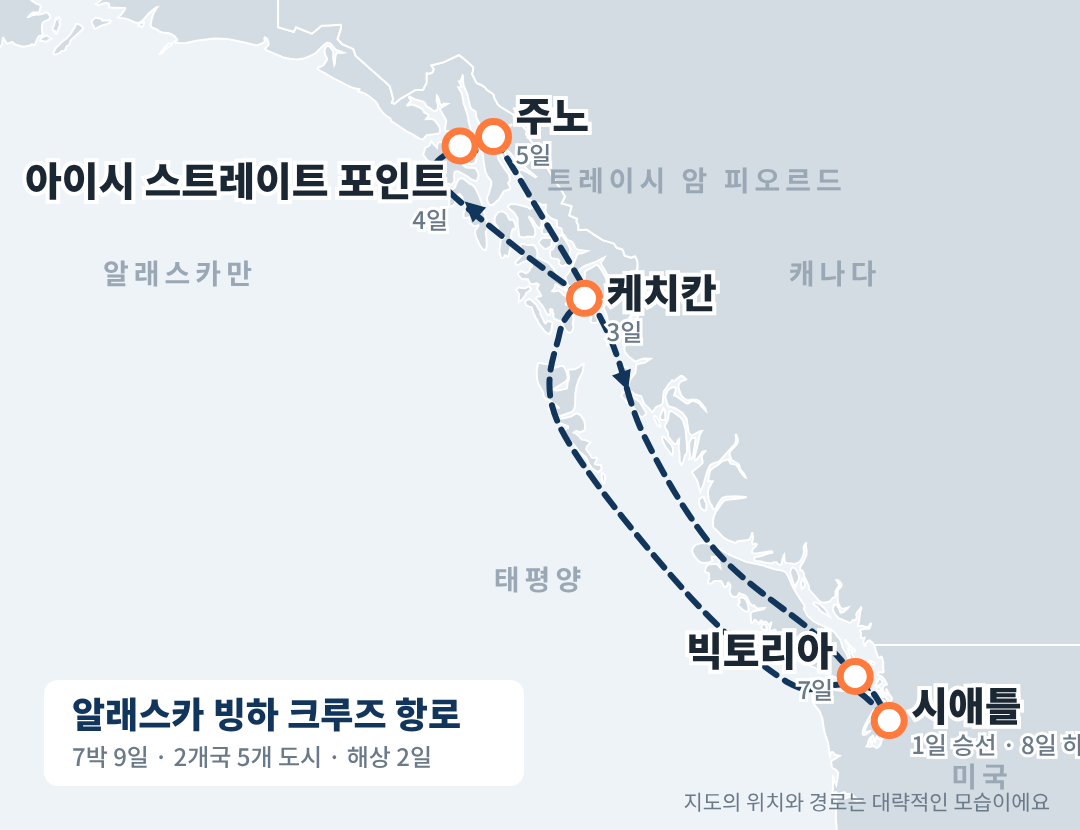 주노
5일
아이시 스트레이트 포인트
4일
트레이시 암 피오르드
알래스카만
캐나다
케치칸
3일
태평양
빅토리아
7일
시애틀
1일 승선 · 8일 하
미국
알래스카 빙하 크루즈 항로
7박 9일 · 2개국 5개 도시 · 해상 2일
지도의 위치와 경로는 대략적인 모습이에요